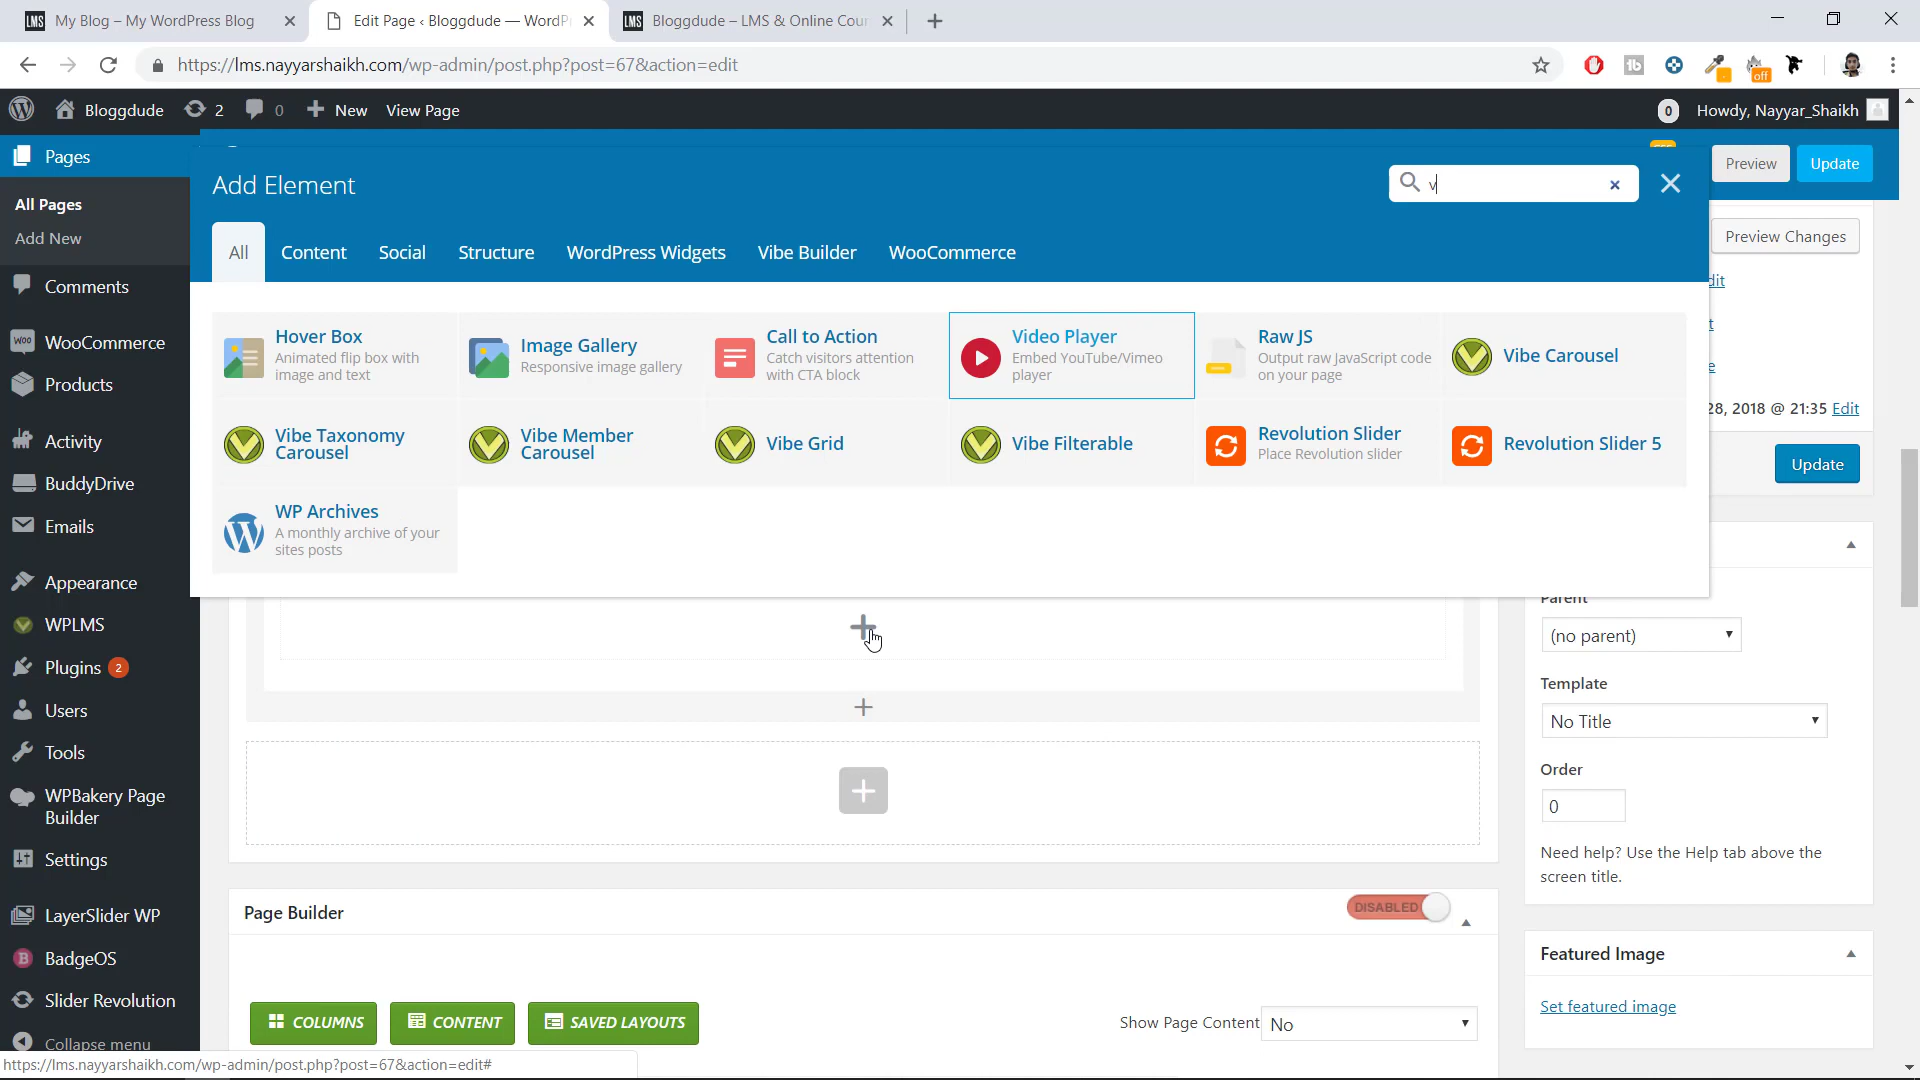 LMS My Blog – My WordPress Blog
Edit Page ‹ Bloggdude — WordP
LMS Bloggdude – LMS & Online Cour
https://lms.nayyarshaikh.com/wp-admin/post.php?post=67&action=edit
off
Bloggdude 2 0 New View Page
0 Howdy, Nayyar_Shaikh
Pages
All Pages
Add New
Comments
WooCommerce
Products
Activity
BuddyDrive
Emails
Appearance
WPLMS
Plugins 2
Users
Tools
WPBakery Page
Builder
Settings
LayerSlider WP
BadgeOS
Slider Revolution
Collapse menu
Add Element
v
Preview
Update
All Content Social Structure WordPress Widgets Vibe Builder WooCommerce
Hover Box
Animated flip box with
image and text
Image Gallery
Responsive image gallery
Call to Action
Catch visitors attention
with CTA block
Video Player
Embed YouTube/Vimeo
player
Raw JS
Output raw JavaScript code
on your page
Vibe Carousel
Vibe Taxonomy
Carousel
Vibe Member
Carousel
Vibe Grid
Vibe Filterable
Revolution Slider
Place Revolution slider
Revolution Slider 5
WP Archives
A monthly archive of your
sites posts
Preview Changes
dit
t
e
28, 2018 @ 21:35 Edit
Update
Parent
(no parent)
Template
No Title
Order
0
Need help? Use the Help tab above the
screen title.
Featured Image
Set featured image
Page Builder
DISABLED
COLUMNS
CONTENT
SAVED LAYOUTS
Show Page Content No
https://lms.nayyarshaikh.com/wp-admin/post.php?post=67&action=edit#